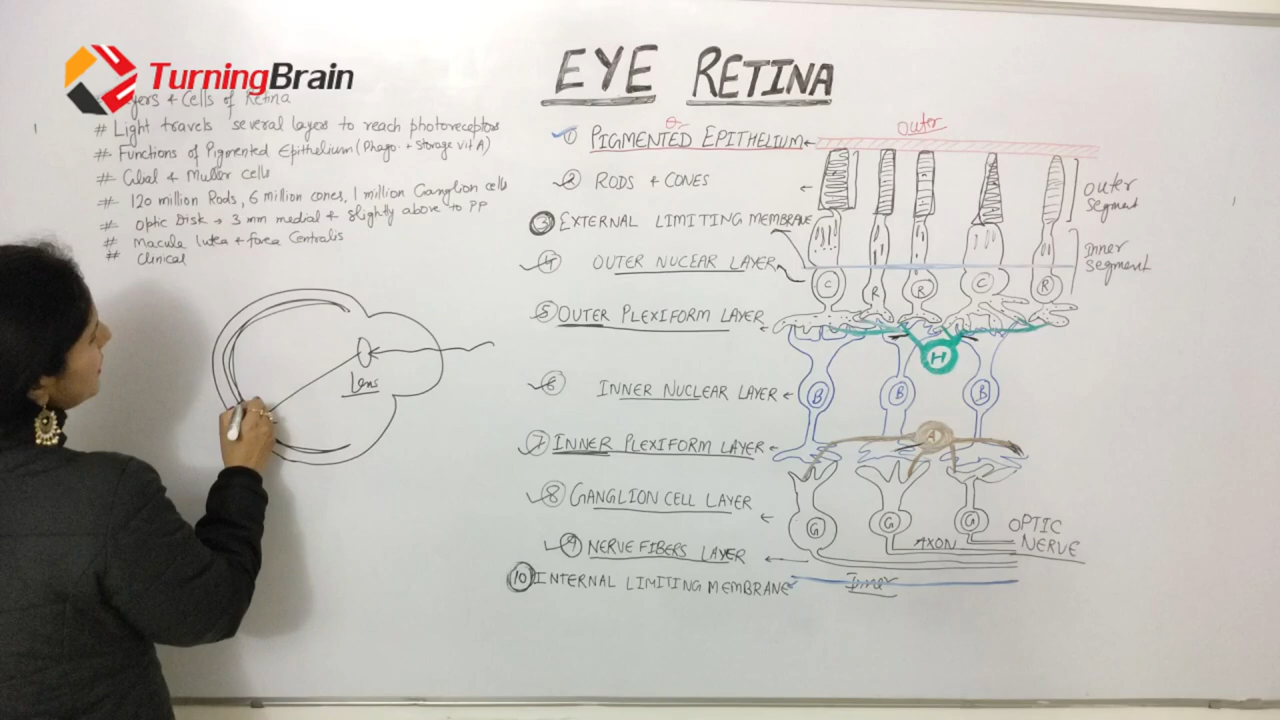 TurningBrain
EYE RETINA
Layers + Cells of Retina
# Light travels several layers to reach photoreceptors
# Functions of Pigmented Epithelium (Phago. + Storage vit A)
# Cubal + Mullar cells
# 120 million Rods, 6 million cones, 1 million Ganglion cells
# Optic Disk → 3 mm medial + slightly above to PP
# Macula lutea + fovea Centralis
# Clinical
Lens
1 PIGMENTED EPITHELIUM
2 RODS + CONES
3 EXTERNAL LIMITING MEMBRANE
4 OUTER NUCEAR LAYER
5 OUTER PLEXIFORM LAYER
6 INNER NUCLEAR LAYER
7 INNER PLEXIFORM LAYER
8 GANGLION CELL LAYER
9 NERVE FIBERS LAYER
10 INTERNAL LIMITING MEMBRANE
Outer
Outer
Segment
Inner
Segment
C R R C R
H
B B B
A
G G G
AXON
OPTIC
NERVE
Inner